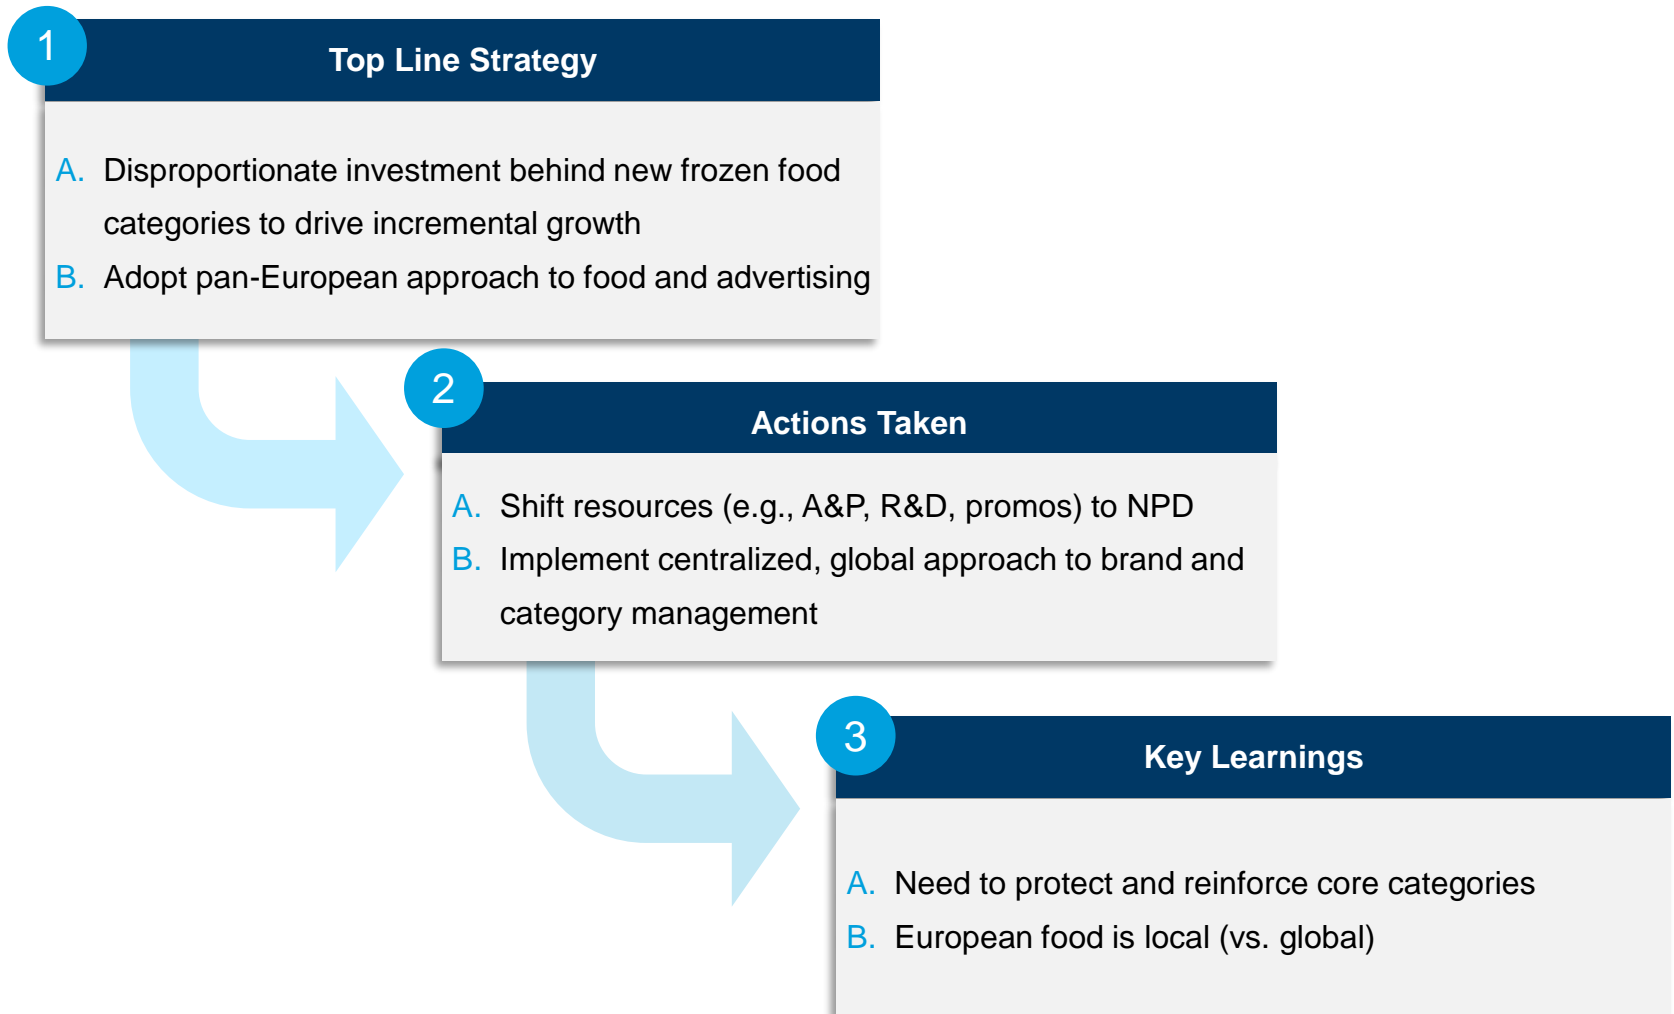 1
Top Line Strategy
A. Disproportionate investment behind new frozen food
categories to drive incremental growth
B. Adopt pan-European approach to food and advertising
2
Actions Taken
A. Shift resources (e.g., A&P, R&D, promos) to NPD
B. Implement centralized, global approach to brand and
category management
3
Key Learnings
A. Need to protect and reinforce core categories
B. European food is local (vs. global)